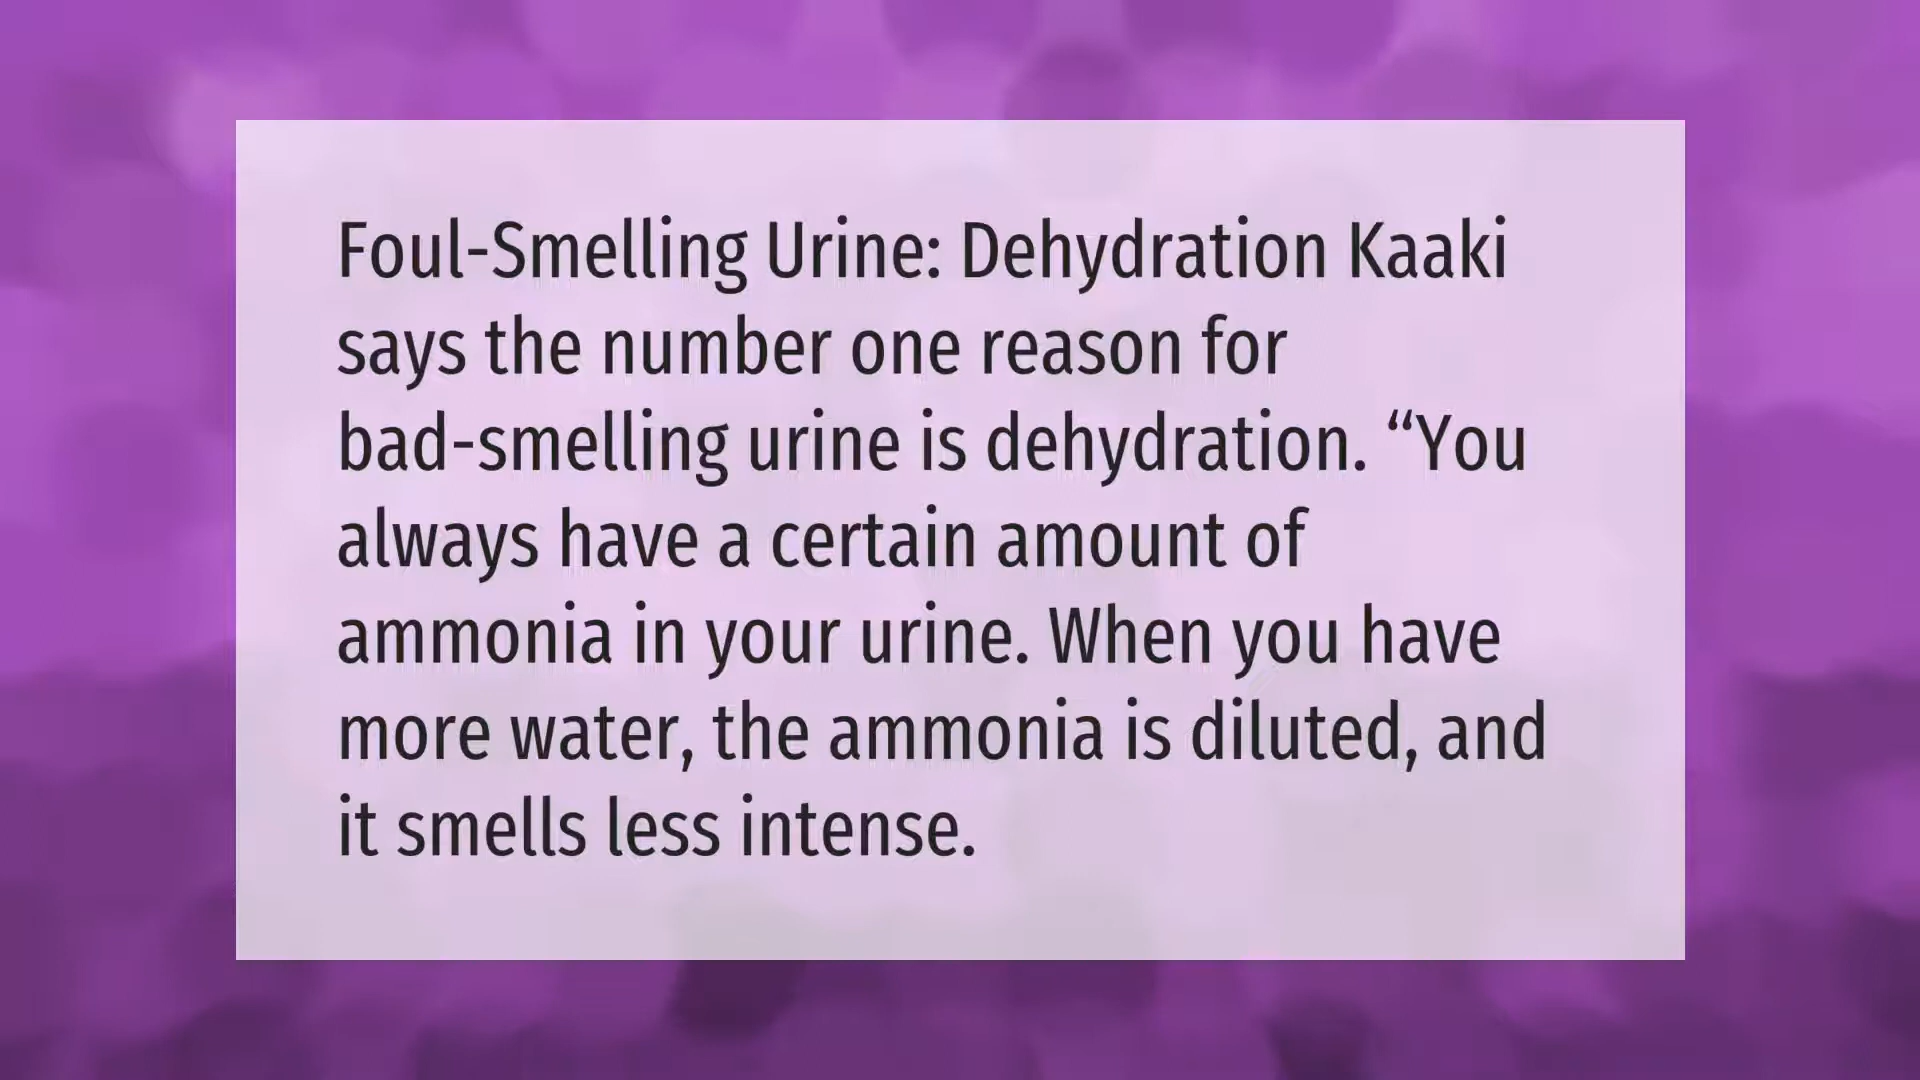 Foul-Smelling Urine: Dehydration Kaaki
says the number one reason for
bad-smelling urine is dehydration. “You
always have a certain amount of
ammonia in your urine. When you have
more water, the ammonia is diluted, and
it smells less intense.